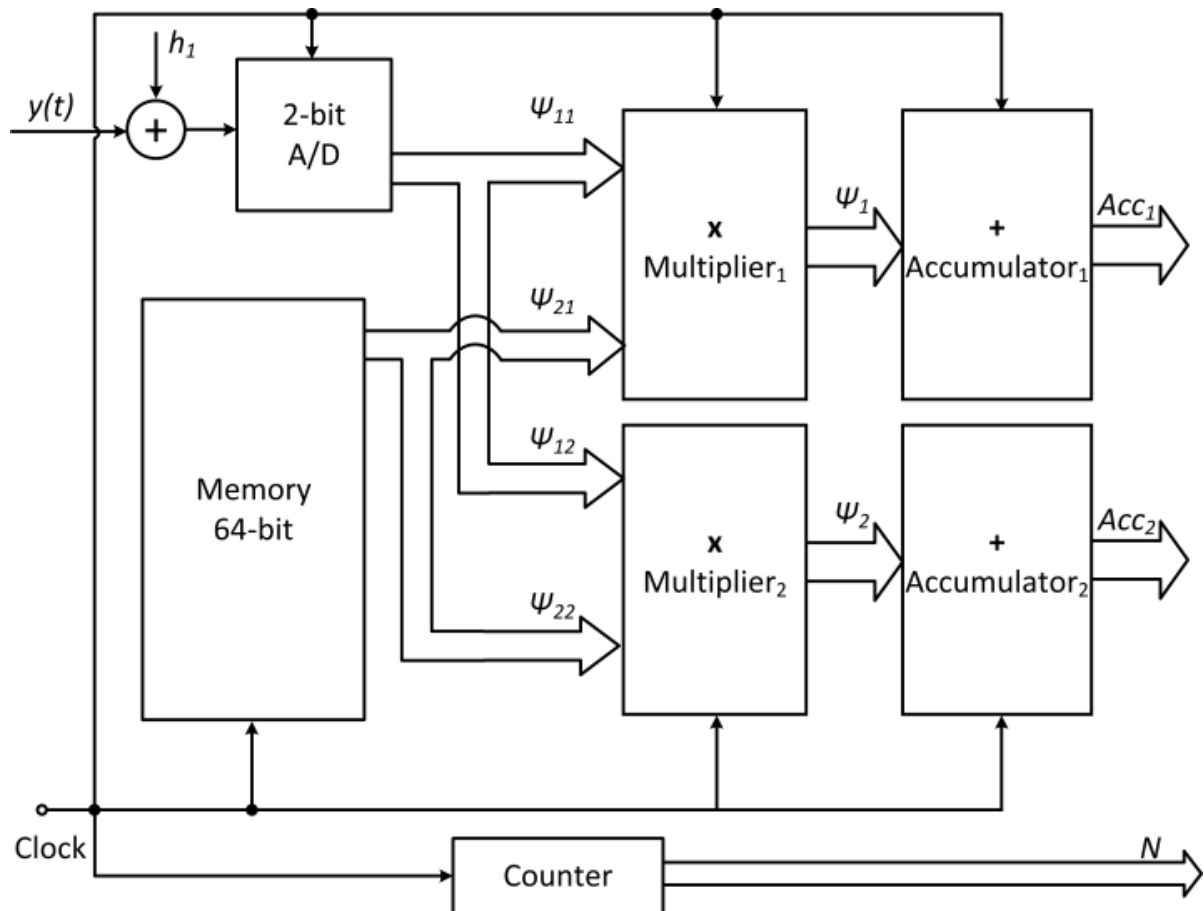 h₁
y(t)
+
2-bit
A/D
Ψ₁₁
x
Multiplier₁
Ψ₁
+
Accumulator₁
Acc₁
Ψ₂₁
Memory
64-bit
Ψ₁₂
x
Multiplier₂
Ψ₂
+
Accumulator₂
Acc₂
Ψ₂₂
Clock
Counter
N